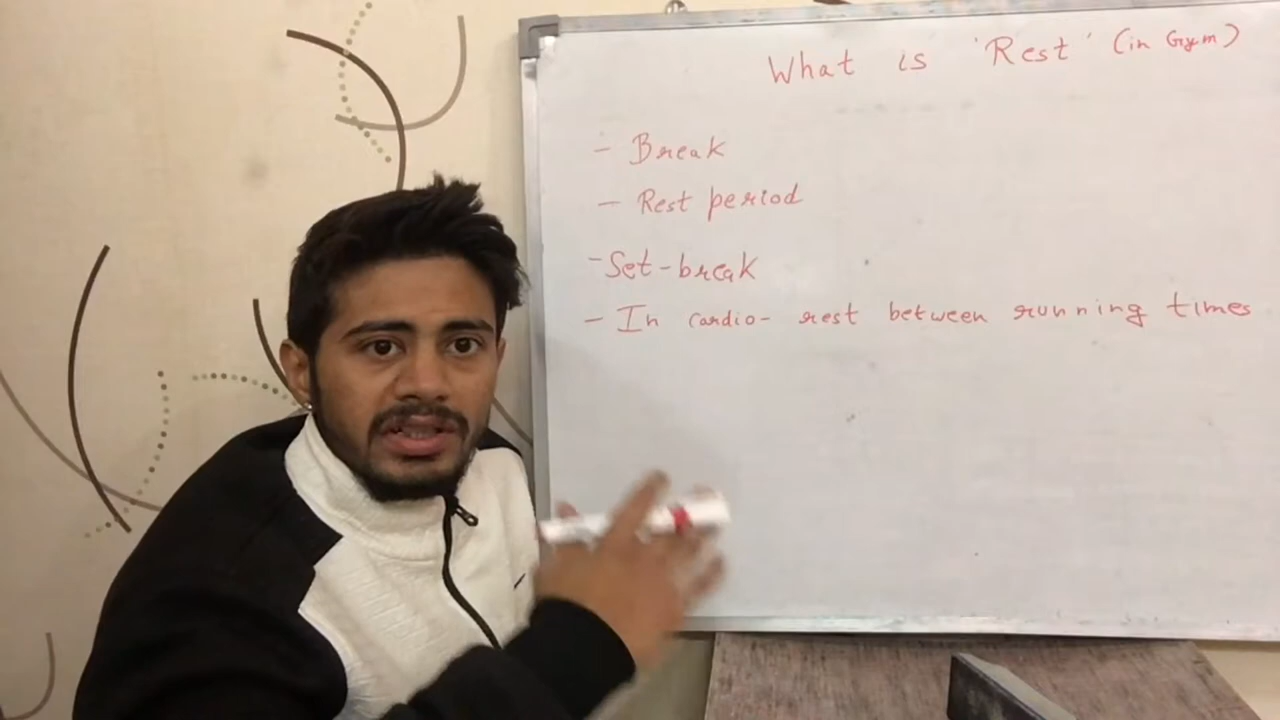 What is 'Rest' (in Gym)
- Break
- Rest period
- Set-break
- In cardio- rest between running times